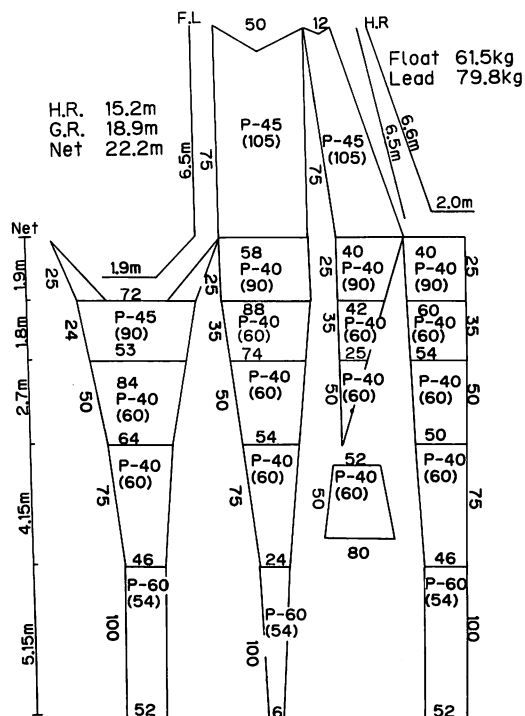 F.L 50 12 H.R
Float 61.5kg
Lead 79.8kg
H.R. 15.2m
G.R. 18.9m
Net 22.2m
6.5m 75 P-45 (105) 75 P-45 (105) 6.5m 6.6m
2.0m
Net
1.9m 25 1.9m 72 25 58 P-40 (90) 25 40 P-40 (90) 40 P-40 (90) 25
1.8m 24 P-45 (90) 53 35 88 P-40 (60) 74 35 42 P-40 (60) 25 60 P-40 (60) 54 35
2.7m 50 84 P-40 (60) 64 50 P-40 (60) 54 50 P-40 (60) P-40 (60) 50 50
4.15m 75 P-40 (60) 46 75 P-40 (60) 24 50 52 P-40 (60) 80 P-40 (60) 46 75
5.15m 100 P-60 (54) 52 100 P-60 (54) 6 P-60 (54) 52 100